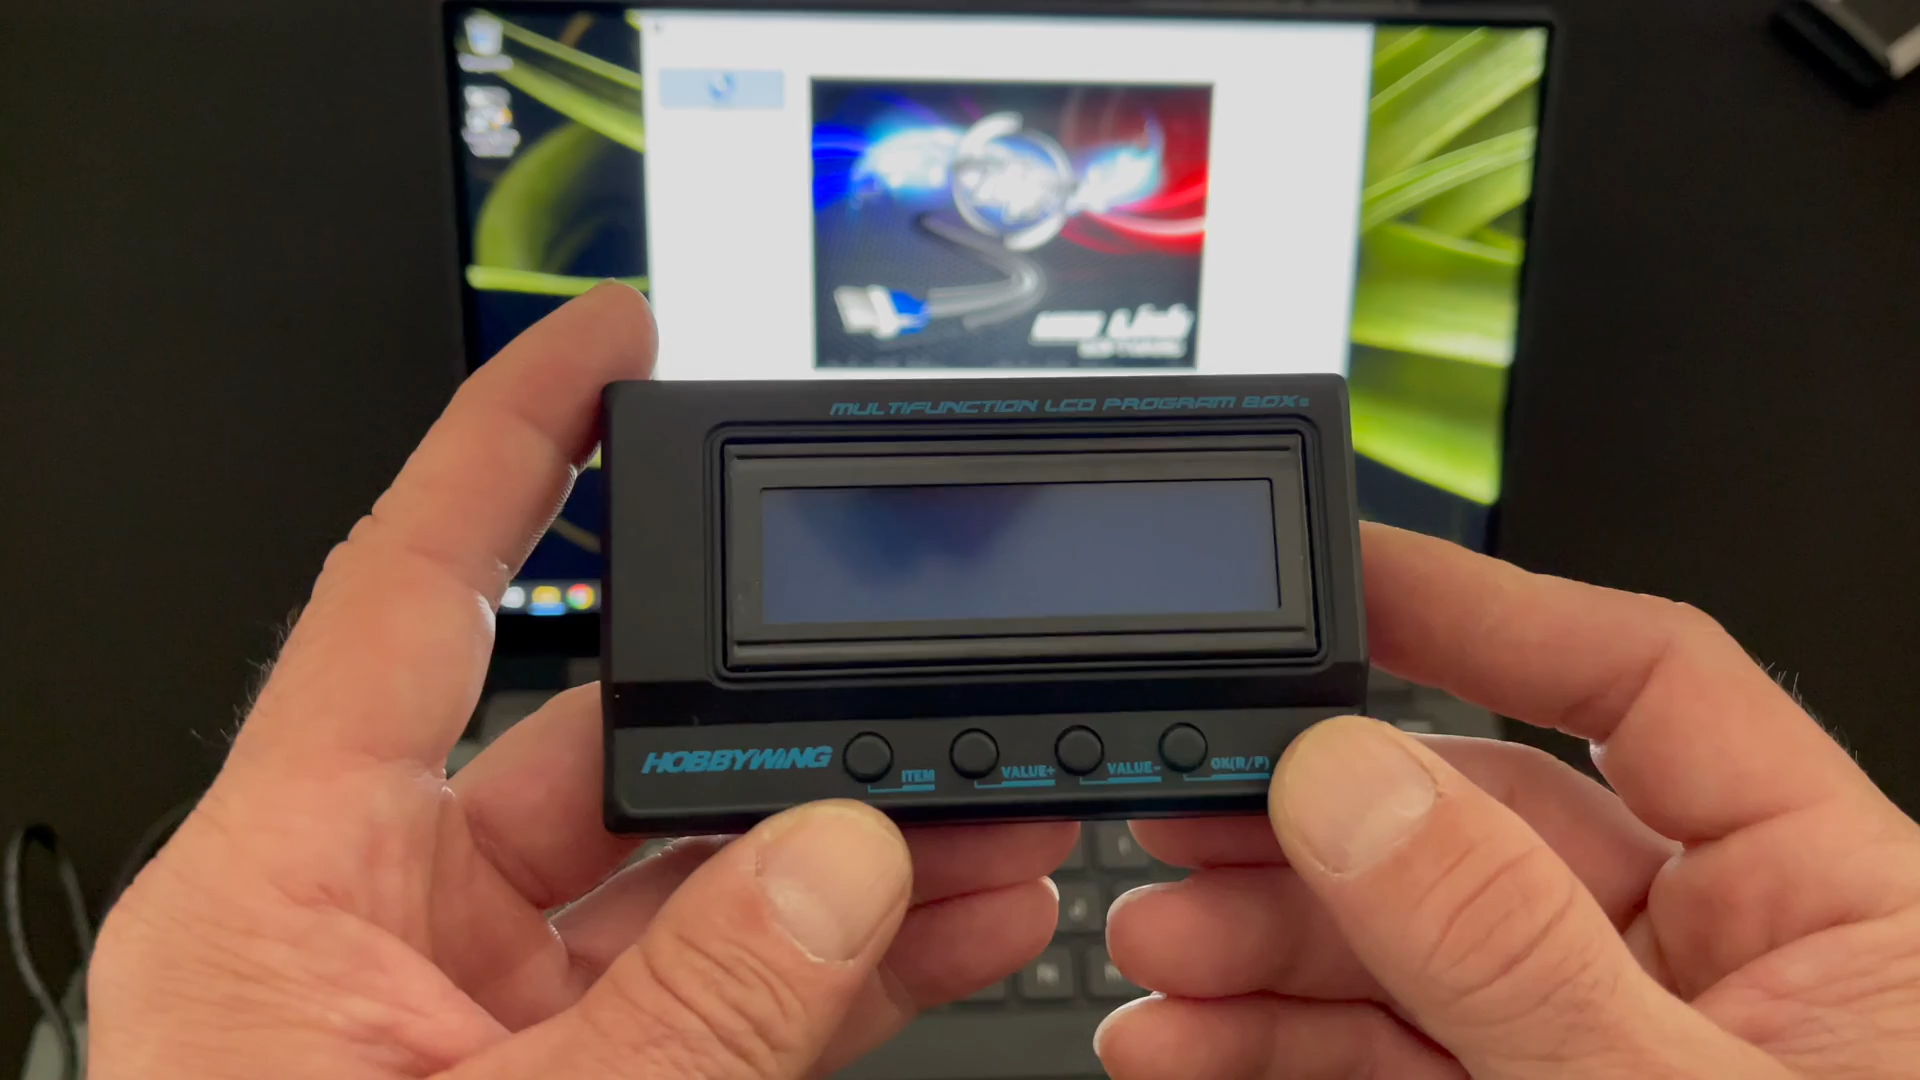 MULTIFUNCTION LCD PROGRAM BOXs
HOBBYWING
ITEM
VALUE+
VALUE-
OK(R/P)